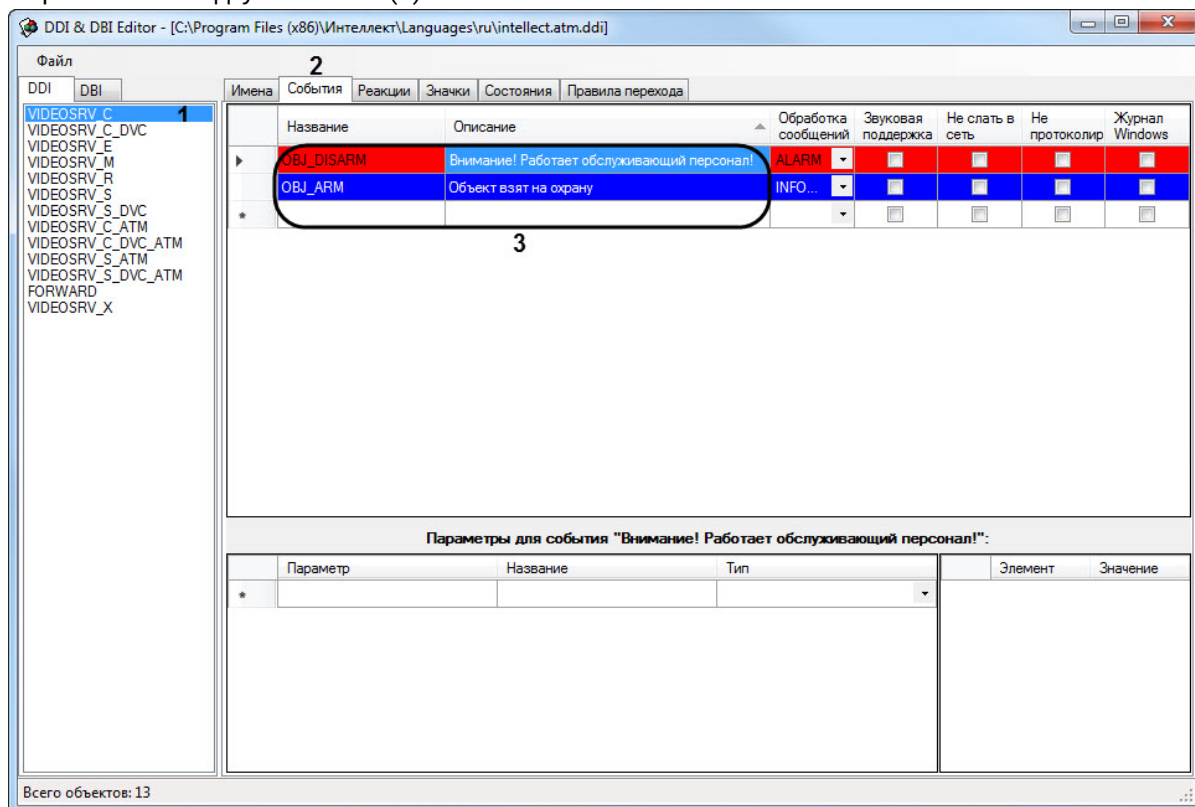 DDI & DBI Editor - [C:\Program Files (x86)\Интеллект\Languages\ru\intellect.atm.ddi]
Файл
2
DDI DBI
Имена События Реакции Значки Состояния Правила перехода
VIDEOSRV_C 1
VIDEOSRV_C_DVC
VIDEOSRV_E
VIDEOSRV_M
VIDEOSRV_R
VIDEOSRV_S
VIDEOSRV_S_DVC
VIDEOSRV_C_ATM
VIDEOSRV_C_DVC_ATM
VIDEOSRV_S_ATM
VIDEOSRV_S_DVC_ATM
FORWARD
VIDEOSRV_X
Название Описание Обработка сообщений Звуковая поддержка Не слать в сеть Не протоколир Журнал Windows
OBJ_DISARM Внимание! Работает обслуживающий персонал! ALARM
OBJ_ARM Объект взят на охрану INFO...
*
3
Параметры для события "Внимание! Работает обслуживающий персонал!":
Параметр Название Тип Элемент Значение
*
Всего объектов: 13